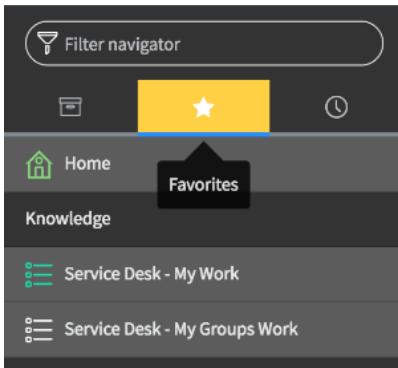 Filter navigator
Home
Favorites
Knowledge
Service Desk - My Work
Service Desk - My Groups Work